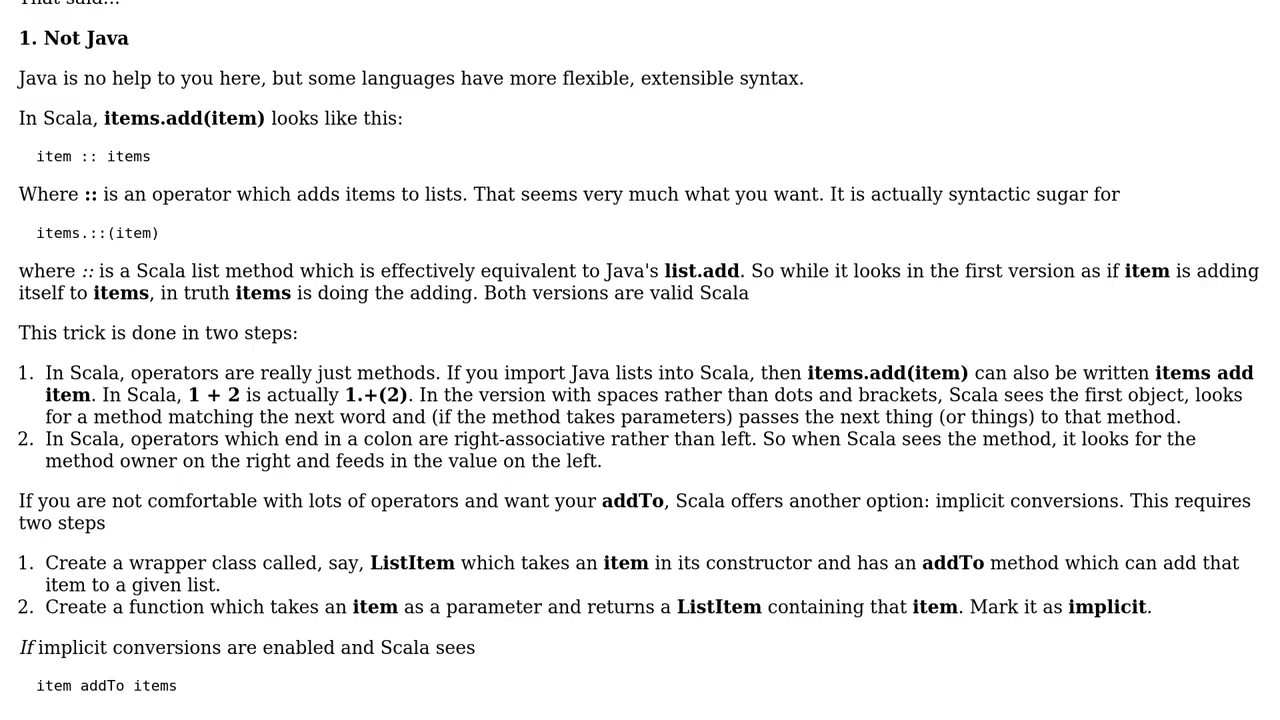 That said...
1. Not Java
Java is no help to you here, but some languages have more flexible, extensible syntax.
In Scala, items.add(item) looks like this:
item :: items
Where :: is an operator which adds items to lists. That seems very much what you want. It is actually syntactic sugar for
items.::(item)
where :: is a Scala list method which is effectively equivalent to Java's list.add. So while it looks in the first version as if item is adding
itself to items, in truth items is doing the adding. Both versions are valid Scala
This trick is done in two steps:
1. In Scala, operators are really just methods. If you import Java lists into Scala, then items.add(item) can also be written items add
item. In Scala, 1 + 2 is actually 1.+(2). In the version with spaces rather than dots and brackets, Scala sees the first object, looks
for a method matching the next word and (if the method takes parameters) passes the next thing (or things) to that method.
2. In Scala, operators which end in a colon are right-associative rather than left. So when Scala sees the method, it looks for the
method owner on the right and feeds in the value on the left.
If you are not comfortable with lots of operators and want your addTo, Scala offers another option: implicit conversions. This requires
two steps
1. Create a wrapper class called, say, ListItem which takes an item in its constructor and has an addTo method which can add that
item to a given list.
2. Create a function which takes an item as a parameter and returns a ListItem containing that item. Mark it as implicit.
If implicit conversions are enabled and Scala sees
item addTo items